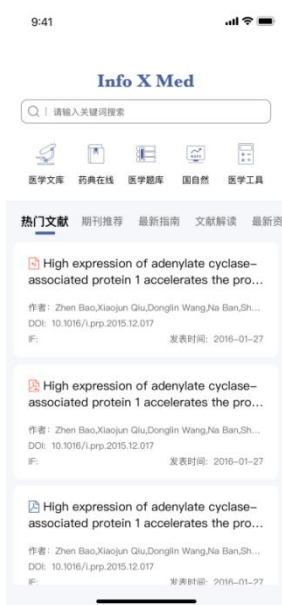 9:41
Info X Med
请输入关键词搜索
医学文库 药典在线 医学题库 国自然 医学工具
热门文献 期刊推荐 最新指南 文献解读 最新资
High expression of adenylate cyclase-
associated protein 1 accelerates the pro...
作者: Zhen Bao,Xiaojun Qiu,Donglin Wang,Na Ban,Sh...
DOI: 10.1016/i.prp.2015.12.017
IF: 发表时间: 2016-01-27
High expression of adenylate cyclase-
associated protein 1 accelerates the pro...
作者: Zhen Bao,Xiaojun Qiu,Donglin Wang,Na Ban,Sh...
DOI: 10.1016/i.prp.2015.12.017
IF: 发表时间: 2016-01-27
High expression of adenylate cyclase-
associated protein 1 accelerates the pro...
作者: Zhen Bao,Xiaojun Qiu,Donglin Wang,Na Ban,Sh...
DOI: 10.1016/i.prp.2015.12.017
IF: 发表时间: 2016-01-27